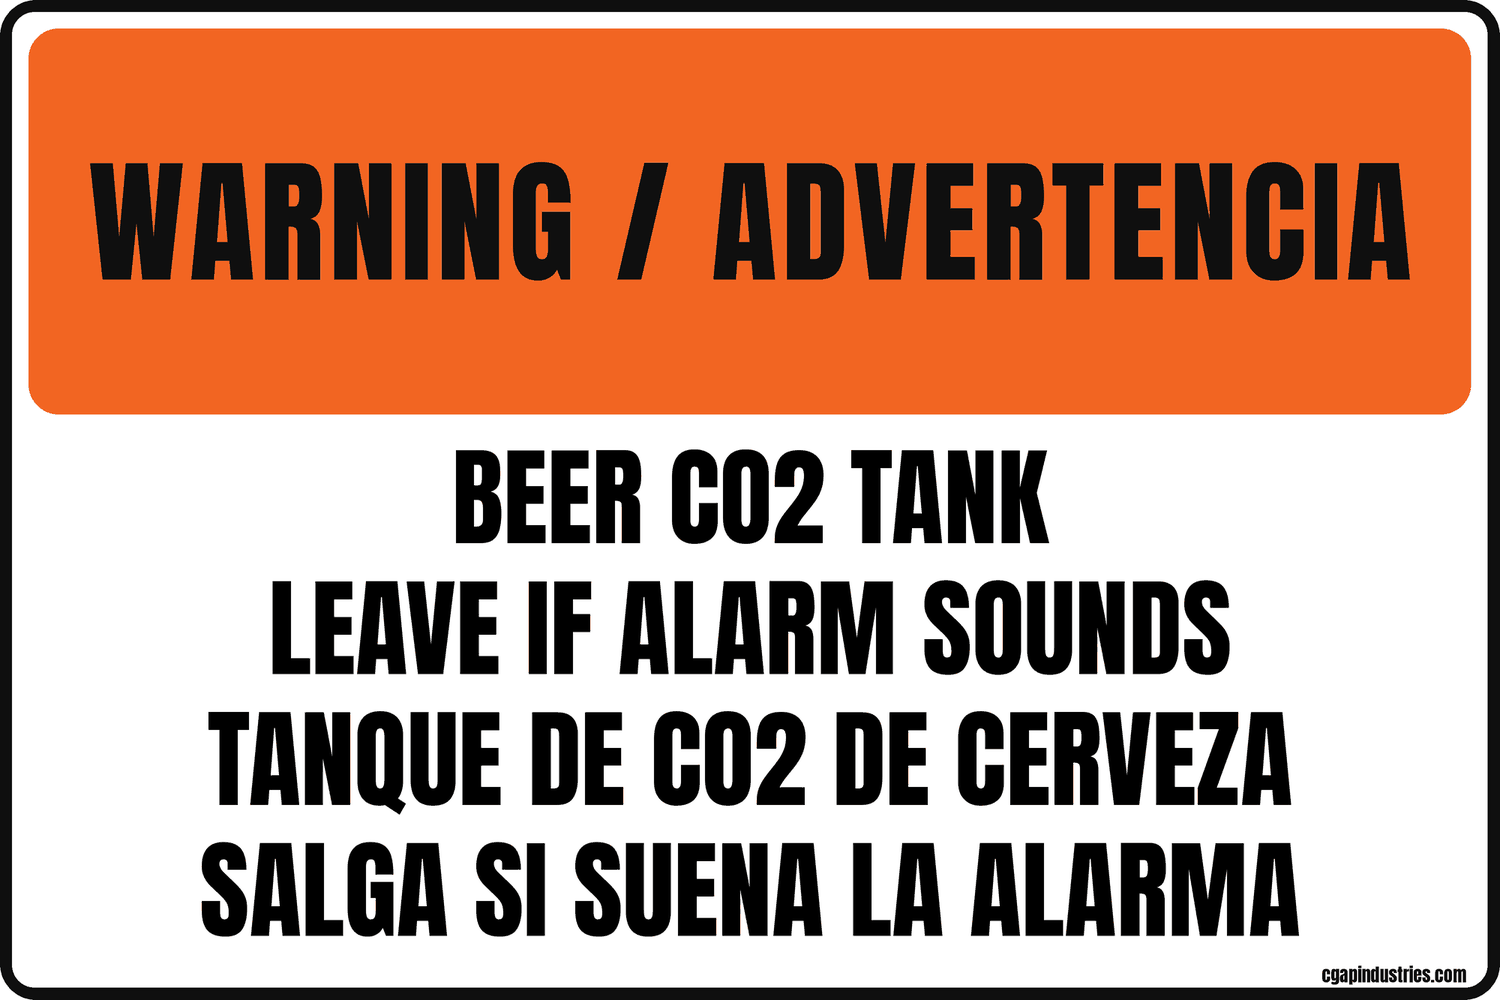 WARNING / ADVERTENCIA
BEER CO2 TANK
LEAVE IF ALARM SOUNDS
TANQUE DE CO2 DE CERVEZA
SALGA SI SUENA LA ALARMA
cgapindustries.com